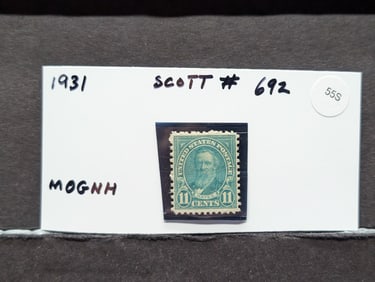 1931 SCOTT # 692
55S
MOGNH
UNITED STATES POSTAGE
11 11
CENTS